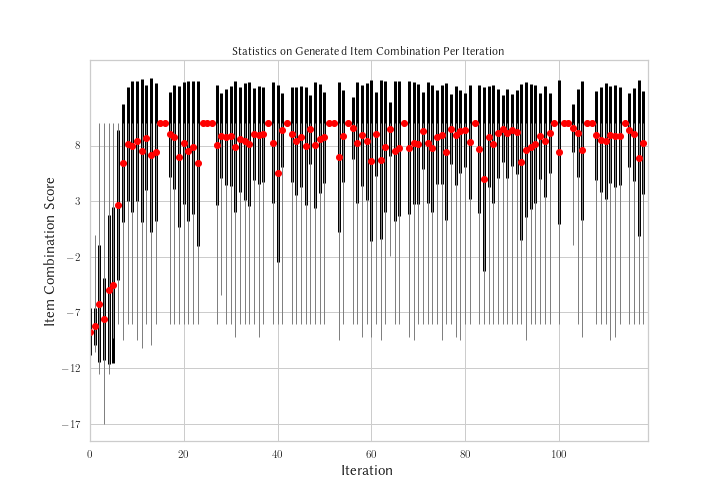 Statistics on Generated Item Combination Per Iteration
Item Combination Score
8
3
−2
−7
−12
−17
0 20 40 60 80 100
Iteration